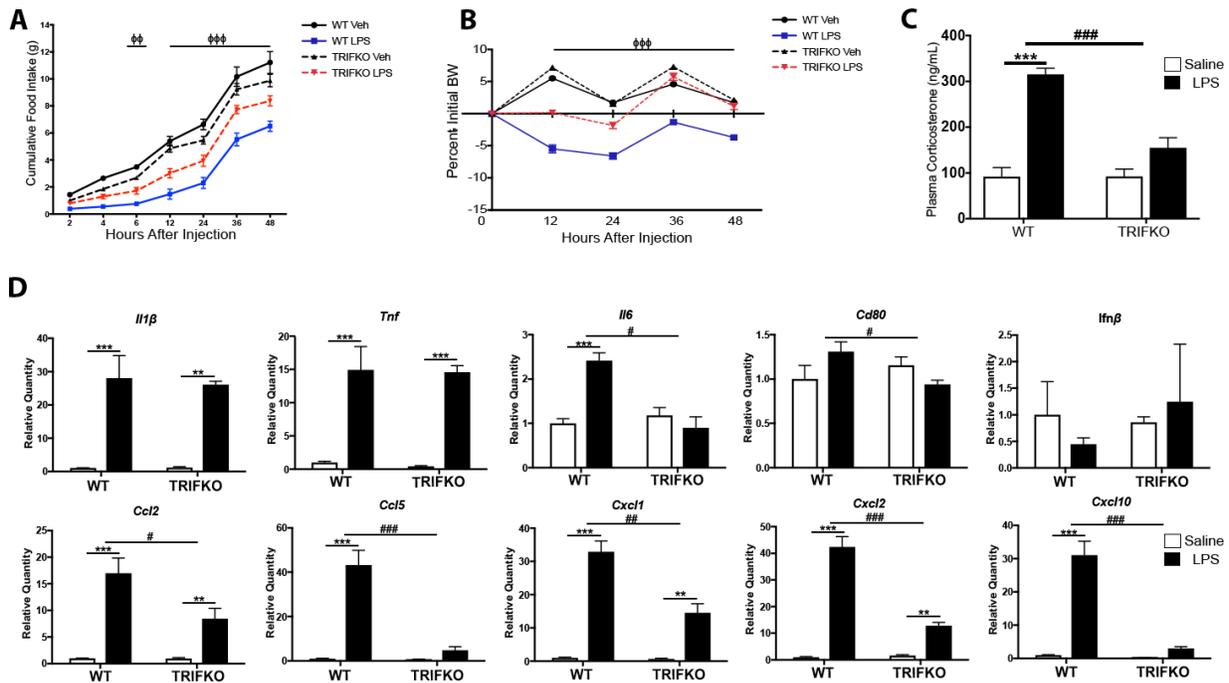 A
Cumulative Food Intake (g)
14
12
10
8
6
4
2
0
ϕϕ
ϕϕϕ
2 4 6 12 24 36 48
Hours After Injection
WT Veh
WT LPS
TRIFKO Veh
TRIFKO LPS
B
Percent Initial BW
10
5
0
-5
-10
-15
ϕϕϕ
0 12 24 36 48
Hours After Injection
WT Veh
WT LPS
TRIFKO Veh
TRIFKO LPS
C
Plasma Corticosterone (ng/mL)
400
300
200
100
0
###
***
WT TRIFKO
Saline
LPS
D
Il1β
Relative Quantity
40
30
20
10
0
***
**
WT TRIFKO
Tnf
Relative Quantity
20
15
10
5
0
***
***
WT TRIFKO
Il6
Relative Quantity
3
2
1
0
#
***
WT TRIFKO
Cd80
Relative Quantity
1.5
1.0
0.5
0.0
#
WT TRIFKO
Ifnβ
Relative Quantity
2.5
2.0
1.5
1.0
0.5
0.0
WT TRIFKO
Ccl2
Relative Quantity
25
20
15
10
5
0
#
***
**
WT TRIFKO
Ccl5
Relative Quantity
60
40
20
0
###
***
WT TRIFKO
Cxcl1
Relative Quantity
40
30
20
10
0
##
***
**
WT TRIFKO
Cxcl2
Relative Quantity
50
40
30
20
10
0
###
***
**
WT TRIFKO
Cxcl10
Relative Quantity
40
30
20
10
0
###
***
WT TRIFKO
Saline
LPS